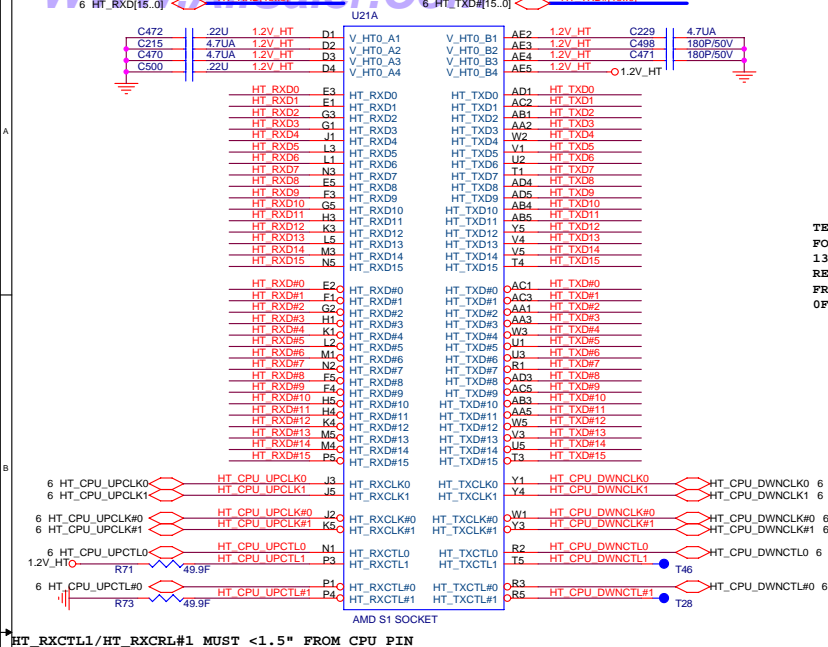 6 HT_RXD[15..0] 6 HT_TXD#[15..0]
U21A
C472 .22U 1.2V_HT D1 V_HT0_A1 V_HT0_B1 AE2 1.2V_HT C229 4.7UA
C215 4.7UA 1.2V_HT D2 V_HT0_A2 V_HT0_B2 AE3 1.2V_HT C498 180P/50V
C470 4.7UA 1.2V_HT D3 V_HT0_A3 V_HT0_B3 AE4 1.2V_HT C471 180P/50V
C500 .22U 1.2V_HT D4 V_HT0_A4 V_HT0_B4 AE5 1.2V_HT 1.2V_HT
HT_RXD0 E3 HT_RXD0 HT_TXD0 AD1 HT_TXD0
HT_RXD1 E1 HT_RXD1 HT_TXD1 AC2 HT_TXD1
HT_RXD2 G3 HT_RXD2 HT_TXD2 AB1 HT_TXD2
HT_RXD3 G1 HT_RXD3 HT_TXD3 AA2 HT_TXD3
A HT_RXD4 J1 HT_RXD4 HT_TXD4 W2 HT_TXD4
HT_RXD5 L3 HT_RXD5 HT_TXD5 V1 HT_TXD5
HT_RXD6 L1 HT_RXD6 HT_TXD6 U2 HT_TXD6
HT_RXD7 N3 HT_RXD7 HT_TXD7 T1 HT_TXD7
HT_RXD8 E5 HT_RXD8 HT_TXD8 AD4 HT_TXD8
HT_RXD9 F3 HT_RXD9 HT_TXD9 AD5 HT_TXD9
HT_RXD10 G5 HT_RXD10 HT_TXD10 AB4 HT_TXD10
HT_RXD11 H3 HT_RXD11 HT_TXD11 AB5 HT_TXD11
HT_RXD12 K3 HT_RXD12 HT_TXD12 Y5 HT_TXD12
HT_RXD13 L5 HT_RXD13 HT_TXD13 V4 HT_TXD13
HT_RXD14 M3 HT_RXD14 HT_TXD14 V5 HT_TXD14
HT_RXD15 N5 HT_RXD15 HT_TXD15 T4 HT_TXD15
TE
FO
13
RE
FR
0F
HT_RXD#0 E2 HT_RXD#0 HT_TXD#0 AC1 HT_TXD#0
HT_RXD#1 F1 HT_RXD#1 HT_TXD#1 AC3 HT_TXD#1
HT_RXD#2 G2 HT_RXD#2 HT_TXD#2 AA1 HT_TXD#2
HT_RXD#3 H1 HT_RXD#3 HT_TXD#3 AA3 HT_TXD#3
HT_RXD#4 K1 HT_RXD#4 HT_TXD#4 W3 HT_TXD#4
HT_RXD#5 L2 HT_RXD#5 HT_TXD#5 U1 HT_TXD#5
HT_RXD#6 M1 HT_RXD#6 HT_TXD#6 U3 HT_TXD#6
HT_RXD#7 N2 HT_RXD#7 HT_TXD#7 R1 HT_TXD#7
HT_RXD#8 F5 HT_RXD#8 HT_TXD#8 AD3 HT_TXD#8
HT_RXD#9 F4 HT_RXD#9 HT_TXD#9 AC5 HT_TXD#9
HT_RXD#10 H5 HT_RXD#10 HT_TXD#10 AB3 HT_TXD#10
HT_RXD#11 H4 HT_RXD#11 HT_TXD#11 AA5 HT_TXD#11
HT_RXD#12 K4 HT_RXD#12 HT_TXD#12 W5 HT_TXD#12
HT_RXD#13 M5 HT_RXD#13 HT_TXD#13 V3 HT_TXD#13
HT_RXD#14 M4 HT_RXD#14 HT_TXD#14 U5 HT_TXD#14
HT_RXD#15 P5 HT_RXD#15 HT_TXD#15 T3 HT_TXD#15
B
6 HT_CPU_UPCLK0 HT_CPU_UPCLK0 J3 HT_RXCLK0 HT_TXCLK0 Y1 HT_CPU_DWNCLK0 HT_CPU_DWNCLK0 6
6 HT_CPU_UPCLK1 HT_CPU_UPCLK1 J5 HT_RXCLK1 HT_TXCLK1 Y4 HT_CPU_DWNCLK1 HT_CPU_DWNCLK1 6
6 HT_CPU_UPCLK#0 HT_CPU_UPCLK#0 J2 HT_RXCLK#0 HT_TXCLK#0 W1 HT_CPU_DWNCLK#0 HT_CPU_DWNCLK#0 6
6 HT_CPU_UPCLK#1 HT_CPU_UPCLK#1 K5 HT_RXCLK#1 HT_TXCLK#1 Y3 HT_CPU_DWNCLK#1 HT_CPU_DWNCLK#1 6
6 HT_CPU_UPCTL0 HT_CPU_UPCTL0 N1 HT_RXCTL0 HT_TXCTL0 R2 HT_CPU_DWNCTL0 HT_CPU_DWNCTL0 6
1.2V_HT R71 49.9F HT_CPU_UPCTL1 P3 HT_RXCTL1 HT_TXCTL1 T5 HT_CPU_DWNCTL1 T46
6 HT_CPU_UPCTL#0 P1 HT_RXCTL#0 HT_TXCTL#0 R3 HT_CPU_DWNCTL#0 6
R73 49.9F HT_CPU_UPCTL#1 P4 HT_RXCTL#1 HT_TXCTL#1 R5 HT_CPU_DWNCTL#1 T28
AMD S1 SOCKET
HT_RXCTL1/HT_RXCRL#1 MUST <1.5" FROM CPU PIN